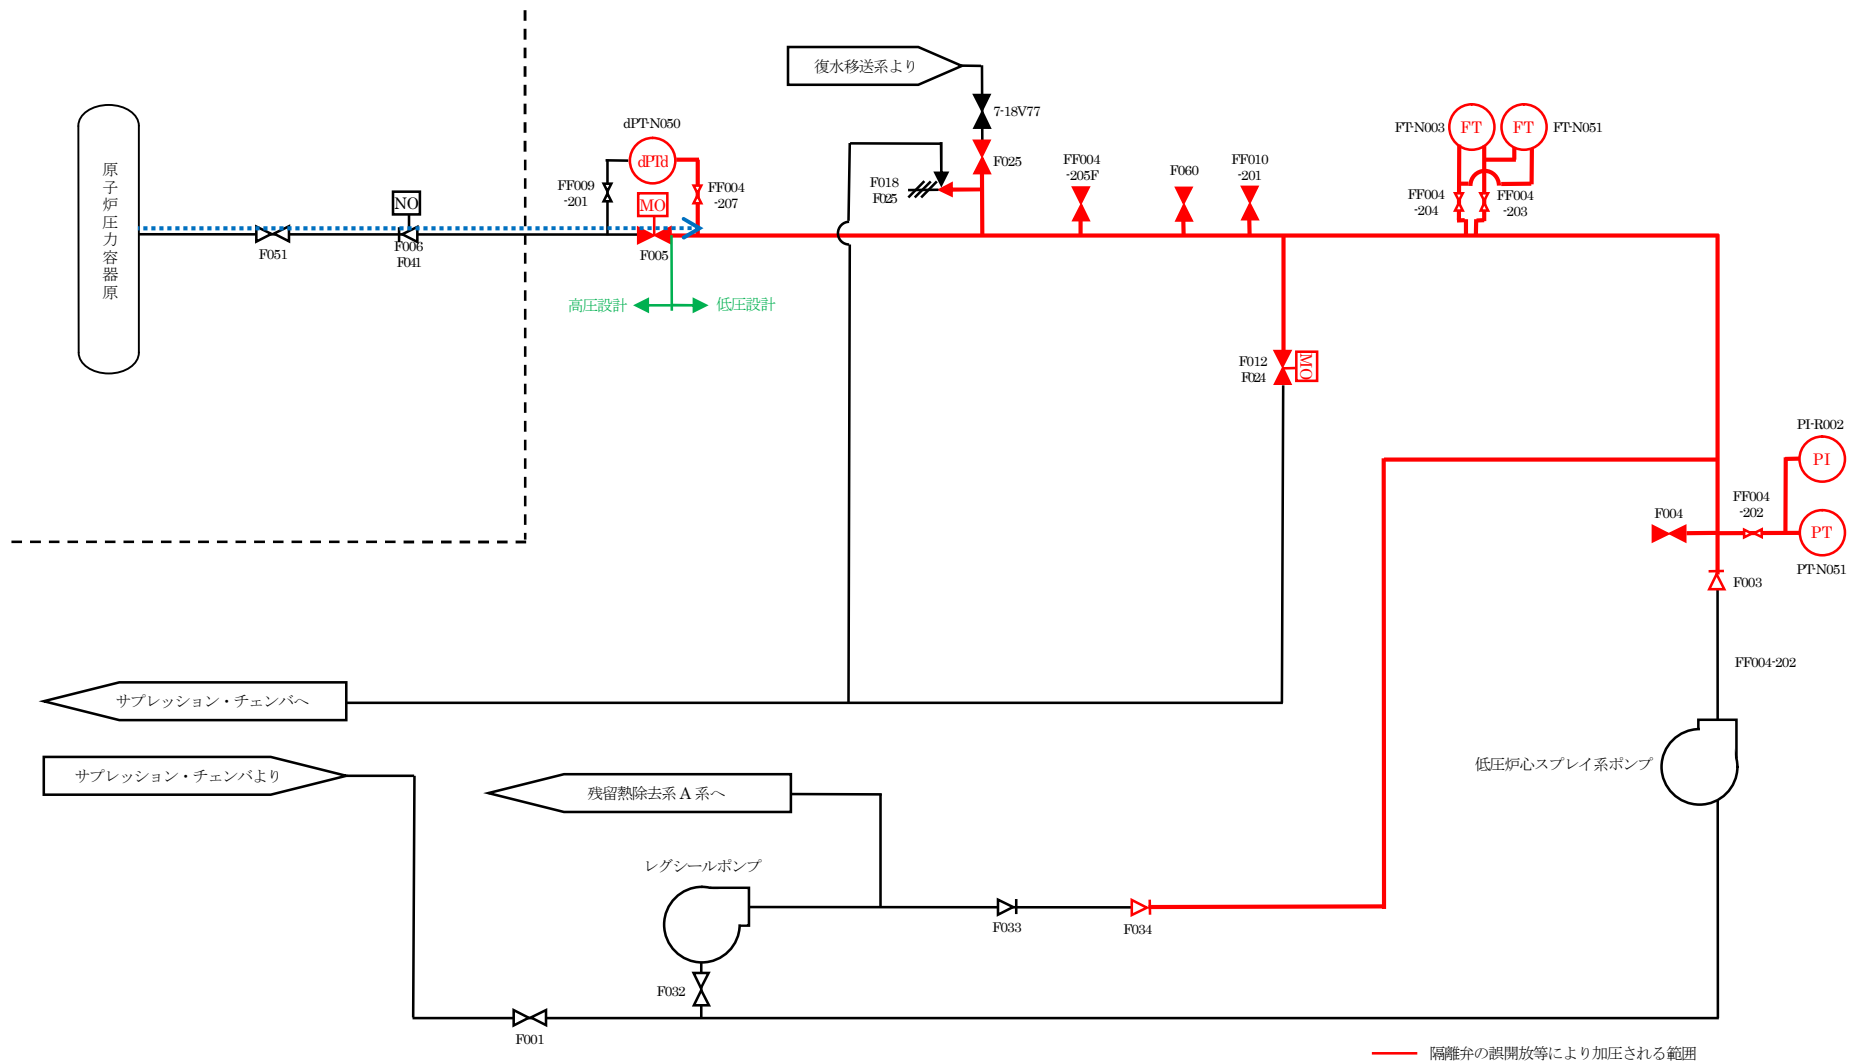 復水移送系より
7-18V77
F025
F018
F025
dPT-N050
dPTd
MO
FF009
-201
FF004
-207
F005
NO
F006
F041
F051
原子炉圧力容器原
高圧設計
低圧設計
FF004
-205F
F060
FF010
-201
FT-N003
FT
FT
FT-N051
FF004
-204
FF004
-203
F012
F024
MO
PI-R002
PI
FF004
-202
F004
PT
PT-N051
F003
FF004-202
サプレッション・チェンバへ
サプレッション・チェンバより
残留熱除去系 A 系へ
低圧炉心スプレイ系ポンプ
レグシールポンプ
F033
F034
F032
F001
隔離弁の誤開放等により加圧される範囲